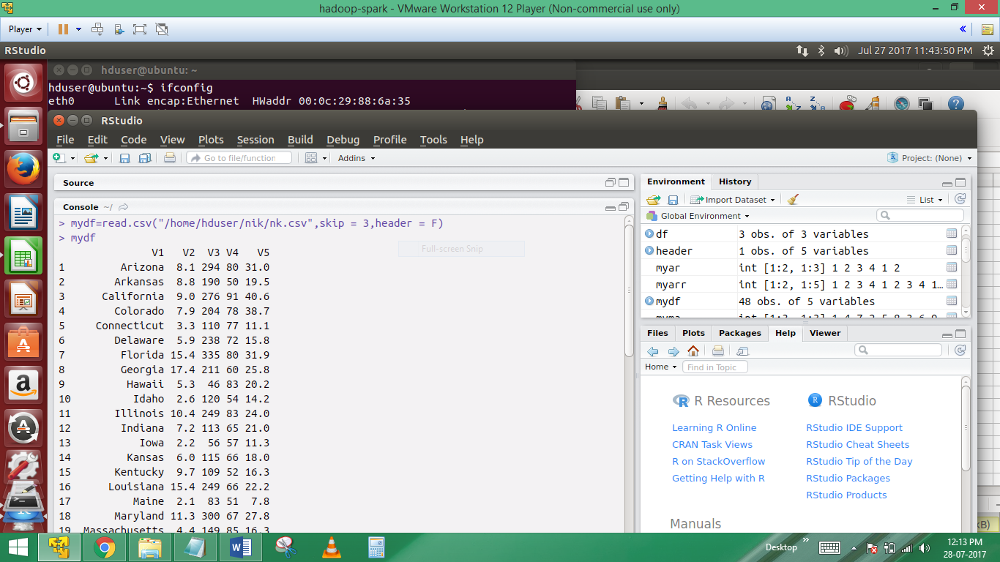 hadoop-spark - VMware Workstation 12 Player (Non-commercial use only)
Player
RStudio
Jul 27 2017 11:43:50 PM
hduser@ubuntu: ~
hduser@ubuntu:~$ ifconfig
eth0 Link encap:Ethernet HWaddr 00:0c:29:88:6a:35
RStudio
File Edit Code View Plots Session Build Debug Profile Tools Help
Go to file/function
Addins
Project: (None)
Source
Console ~/
> mydf=read.csv("/home/hduser/nik/nk.csv",skip = 3,header = F)
> mydf
V1 V2 V3 V4 V5
1 Arizona 8.1 294 80 31.0
2 Arkansas 8.8 190 50 19.5
3 California 9.0 276 91 40.6
4 Colorado 7.9 204 78 38.7
5 Connecticut 3.3 110 77 11.1
6 Delaware 5.9 238 72 15.8
7 Florida 15.4 335 80 31.9
8 Georgia 17.4 211 60 25.8
9 Hawaii 5.3 46 83 20.2
10 Idaho 2.6 120 54 14.2
11 Illinois 10.4 249 83 24.0
12 Indiana 7.2 113 65 21.0
13 Iowa 2.2 56 57 11.3
14 Kansas 6.0 115 66 18.0
15 Kentucky 9.7 109 52 16.3
16 Louisiana 15.4 249 66 22.2
17 Maine 2.1 83 51 7.8
18 Maryland 11.3 300 67 27.8
19 Massachusetts 4.4 149 85 16.3
Full-screen Snip
Environment History
Import Dataset
List
Global Environment
df 3 obs. of 3 variables
header 1 obs. of 5 variables
myar int [1:2, 1:3] 1 2 3 4 1 2
myarr int [1:2, 1:5] 1 2 3 4 1 2 3 4 1…
mydf 48 obs. of 5 variables
Files Plots Packages Help Viewer
Home
Find in Topic
R Resources
Learning R Online
CRAN Task Views
R on StackOverflow
Getting Help with R
RStudio
RStudio IDE Support
RStudio Cheat Sheets
RStudio Tip of the Day
RStudio Packages
RStudio Products
Manuals
Desktop
12:13 PM
28-07-2017